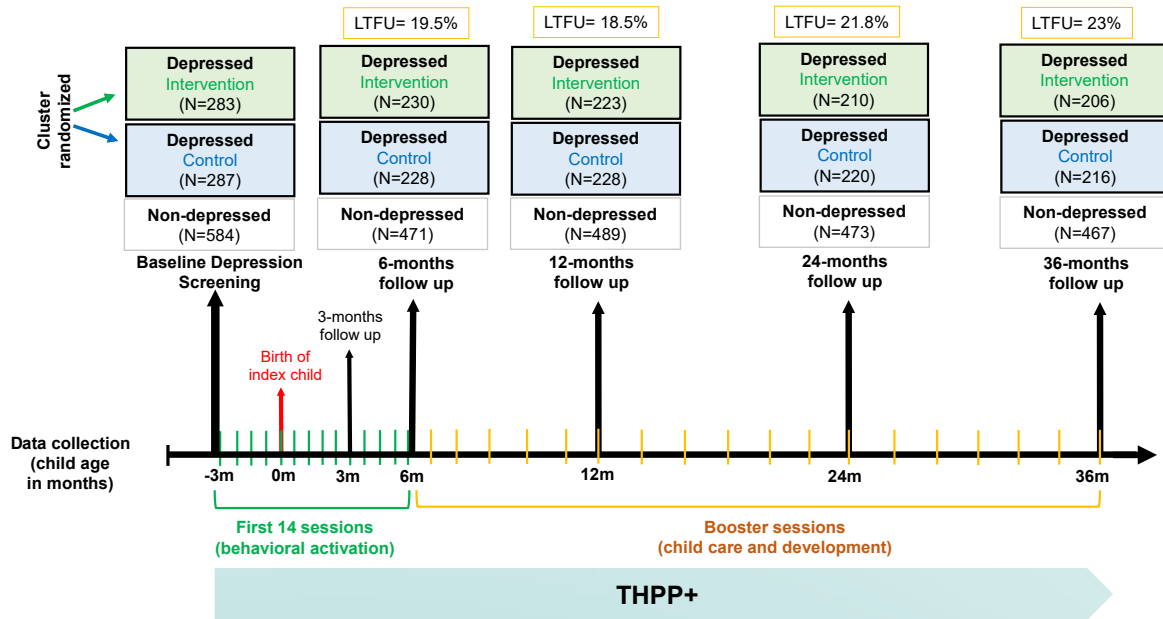 LTFU= 19.5%
LTFU= 18.5%
LTFU= 21.8%
LTFU= 23%
Cluster
randomized
Depressed
Intervention
(N=283)
Depressed
Control
(N=287)
Non-depressed
(N=584)
Baseline Depression
Screening
Depressed
Intervention
(N=230)
Depressed
Control
(N=228)
Non-depressed
(N=471)
6-months
follow up
Depressed
Intervention
(N=223)
Depressed
Control
(N=228)
Non-depressed
(N=489)
12-months
follow up
Depressed
Intervention
(N=210)
Depressed
Control
(N=220)
Non-depressed
(N=473)
24-months
follow up
Depressed
Intervention
(N=206)
Depressed
Control
(N=216)
Non-depressed
(N=467)
36-months
follow up
Birth of
index child
3-months
follow up
Data collection
(child age
in months)
-3m
0m
3m
6m
12m
24m
36m
First 14 sessions
(behavioral activation)
Booster sessions
(child care and development)
THPP+